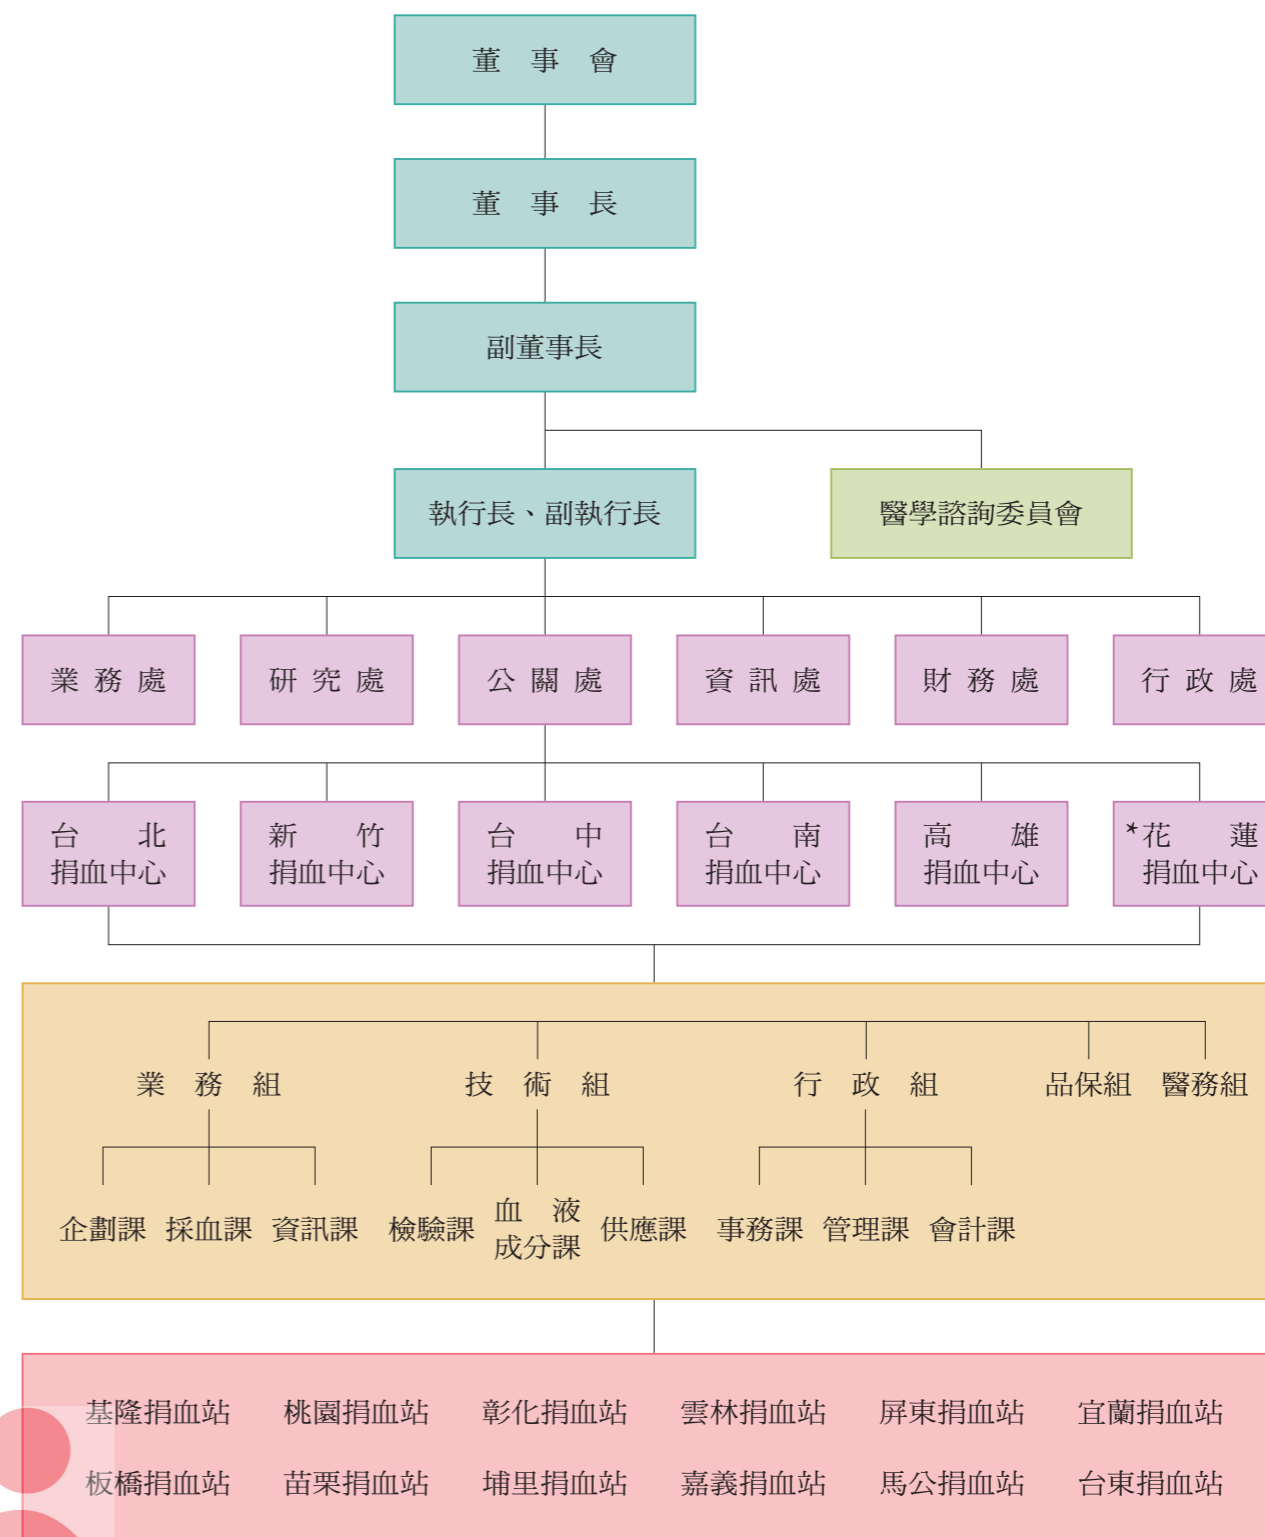 董事會
董事長
副董事長
執行長、副執行長
醫學諮詢委員會
業務處
研究處
公關處
資訊處
財務處
行政處
台北
捐血中心
新竹
捐血中心
台中
捐血中心
台南
捐血中心
高雄
捐血中心
*花蓮
捐血中心
業務組
技術組
行政組
品保組
醫務組
企劃課
採血課
資訊課
檢驗課
血液
成分課
供應課
事務課
管理課
會計課
基隆捐血站
桃園捐血站
彰化捐血站
雲林捐血站
屏東捐血站
宜蘭捐血站
板橋捐血站
苗栗捐血站
埔里捐血站
嘉義捐血站
馬公捐血站
台東捐血站